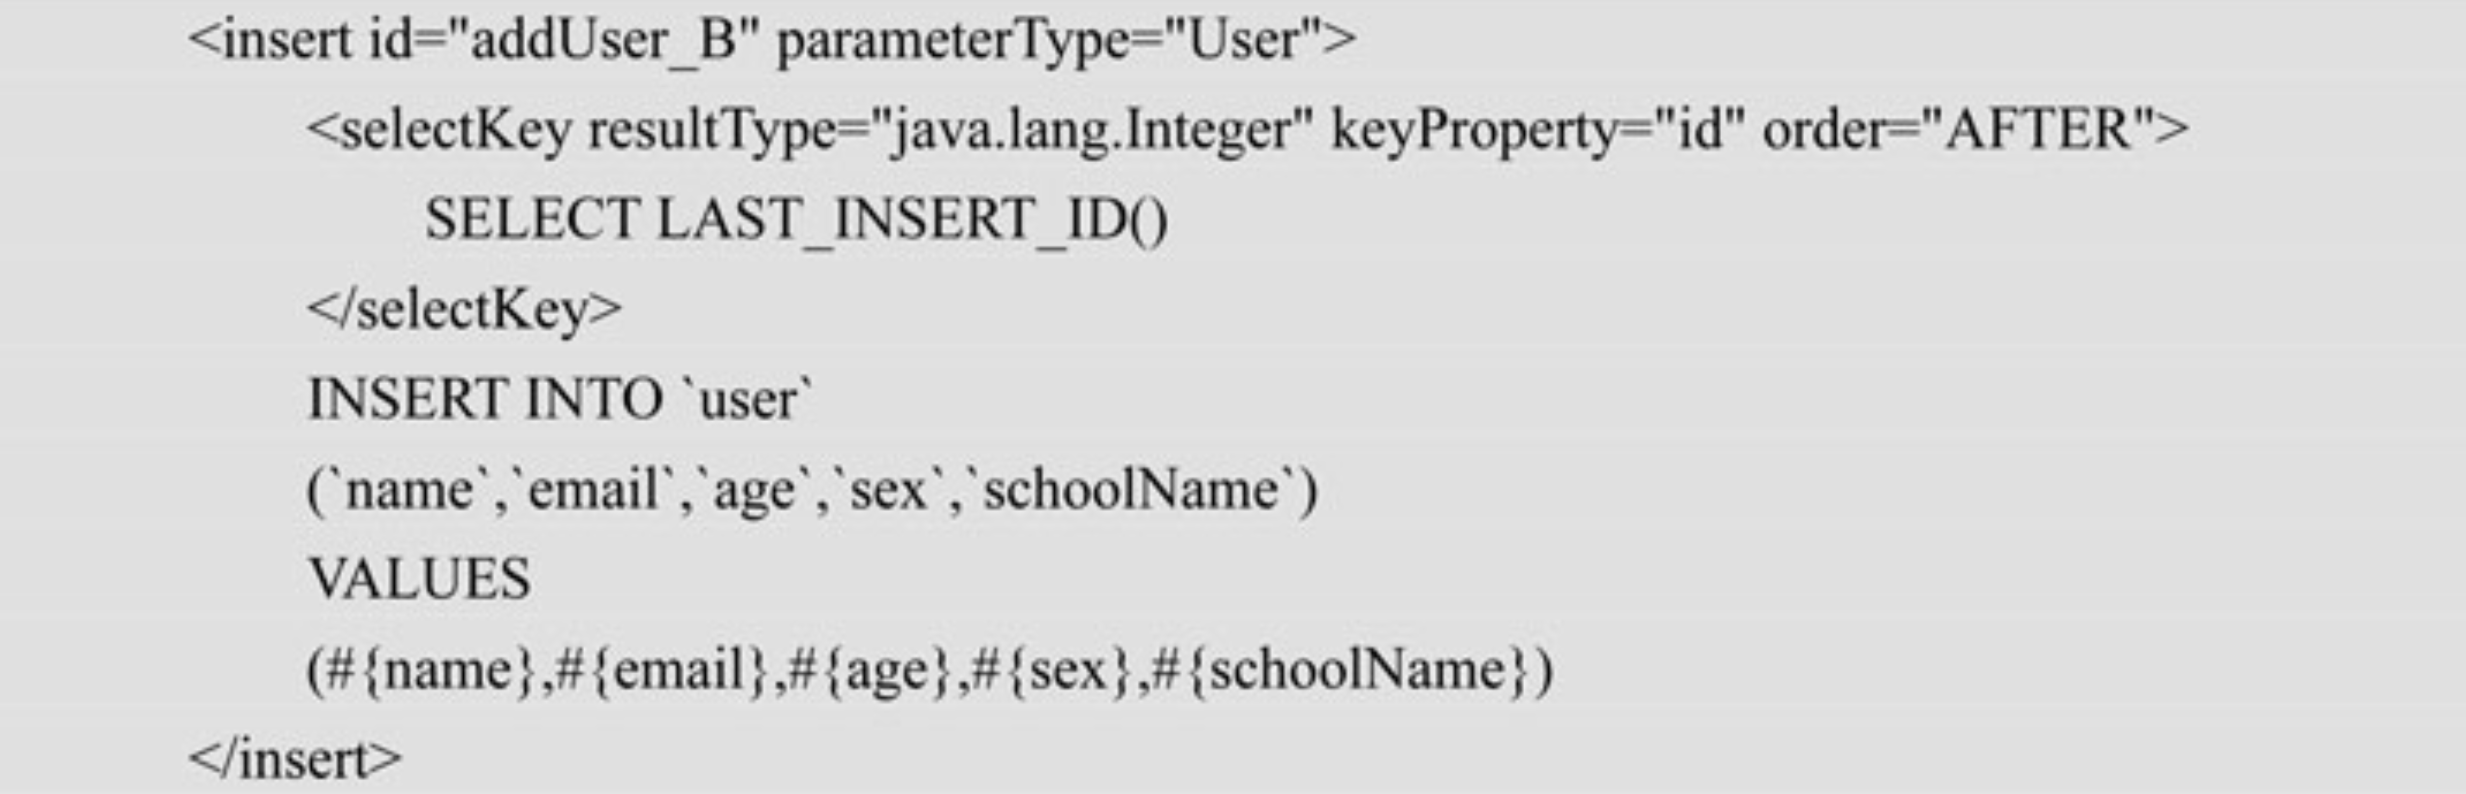 <insert id="addUser_B" parameterType="User">
<selectKey resultType="java.lang.Integer" keyProperty="id" order="AFTER">
SELECT LAST_INSERT_ID()
</selectKey>
INSERT INTO `user`
(`name`,`email`,`age`,`sex`,`schoolName`)
VALUES
(#{name},#{email},#{age},#{sex},#{schoolName})
</insert>